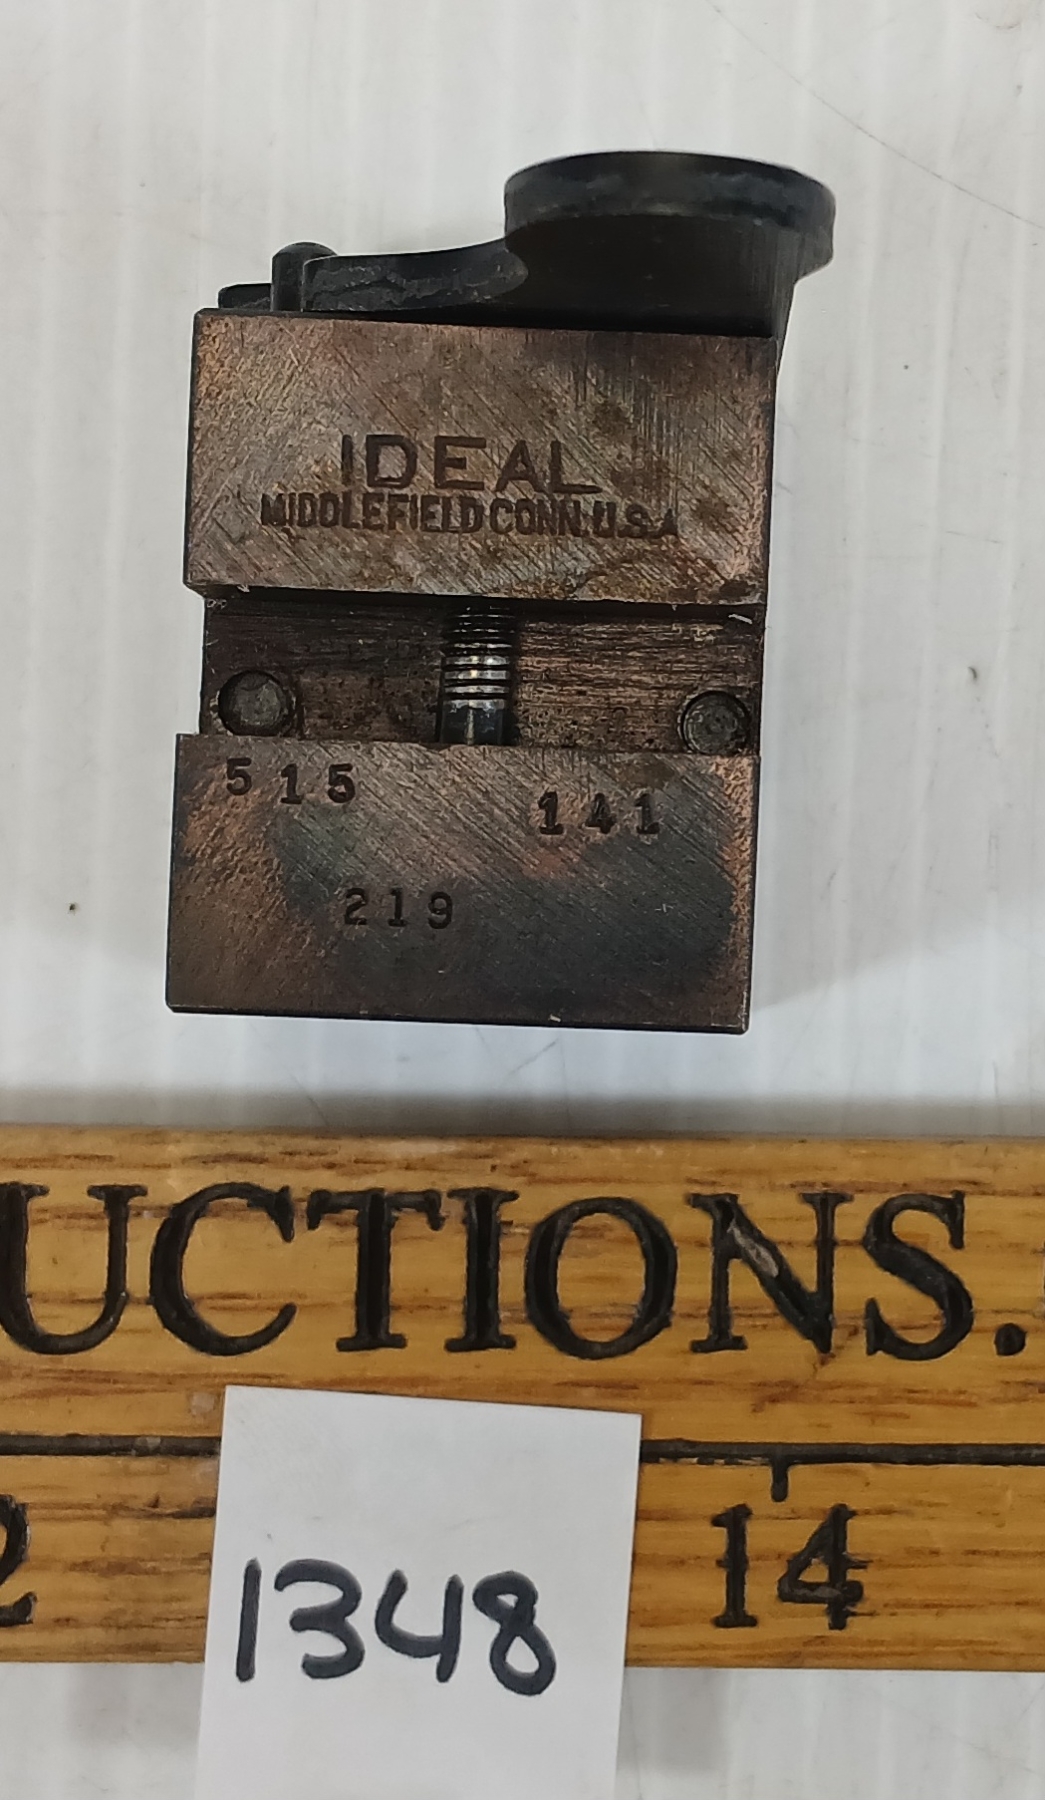 IDEAL
MIDDLEFIELD CONN. U.S.A
515
141
219
UCTIONS.
2
14
1348